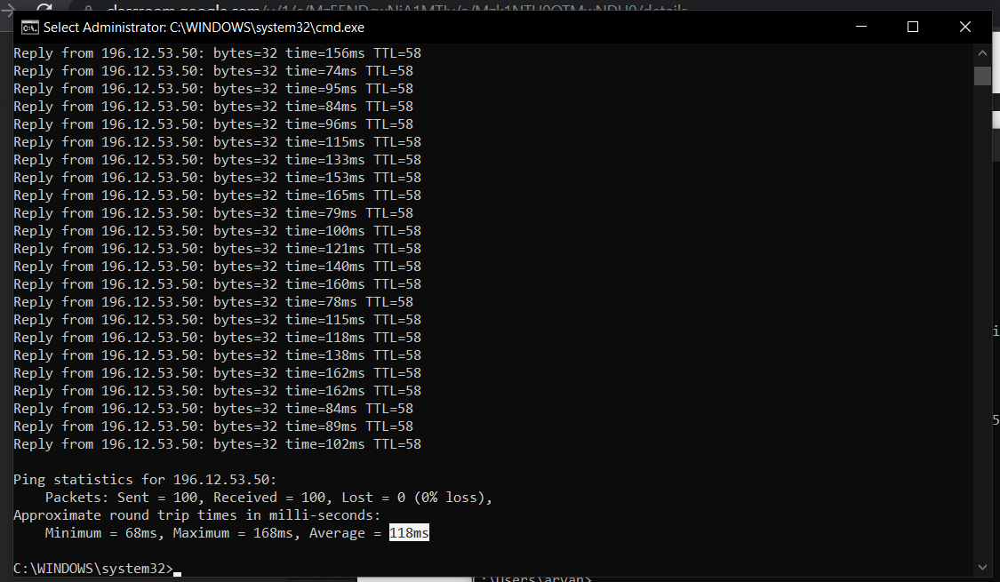 Select Administrator: C:\WINDOWS\system32\cmd.exe
Reply from 196.12.53.50: bytes=32 time=156ms TTL=58
Reply from 196.12.53.50: bytes=32 time=74ms TTL=58
Reply from 196.12.53.50: bytes=32 time=95ms TTL=58
Reply from 196.12.53.50: bytes=32 time=84ms TTL=58
Reply from 196.12.53.50: bytes=32 time=96ms TTL=58
Reply from 196.12.53.50: bytes=32 time=115ms TTL=58
Reply from 196.12.53.50: bytes=32 time=133ms TTL=58
Reply from 196.12.53.50: bytes=32 time=153ms TTL=58
Reply from 196.12.53.50: bytes=32 time=165ms TTL=58
Reply from 196.12.53.50: bytes=32 time=79ms TTL=58
Reply from 196.12.53.50: bytes=32 time=100ms TTL=58
Reply from 196.12.53.50: bytes=32 time=121ms TTL=58
Reply from 196.12.53.50: bytes=32 time=140ms TTL=58
Reply from 196.12.53.50: bytes=32 time=160ms TTL=58
Reply from 196.12.53.50: bytes=32 time=78ms TTL=58
Reply from 196.12.53.50: bytes=32 time=115ms TTL=58
Reply from 196.12.53.50: bytes=32 time=118ms TTL=58
Reply from 196.12.53.50: bytes=32 time=138ms TTL=58
Reply from 196.12.53.50: bytes=32 time=162ms TTL=58
Reply from 196.12.53.50: bytes=32 time=162ms TTL=58
Reply from 196.12.53.50: bytes=32 time=84ms TTL=58
Reply from 196.12.53.50: bytes=32 time=89ms TTL=58
Reply from 196.12.53.50: bytes=32 time=102ms TTL=58
Ping statistics for 196.12.53.50:
Packets: Sent = 100, Received = 100, Lost = 0 (0% loss),
Approximate round trip times in milli-seconds:
Minimum = 68ms, Maximum = 168ms, Average = 118ms
C:\WINDOWS\system32>